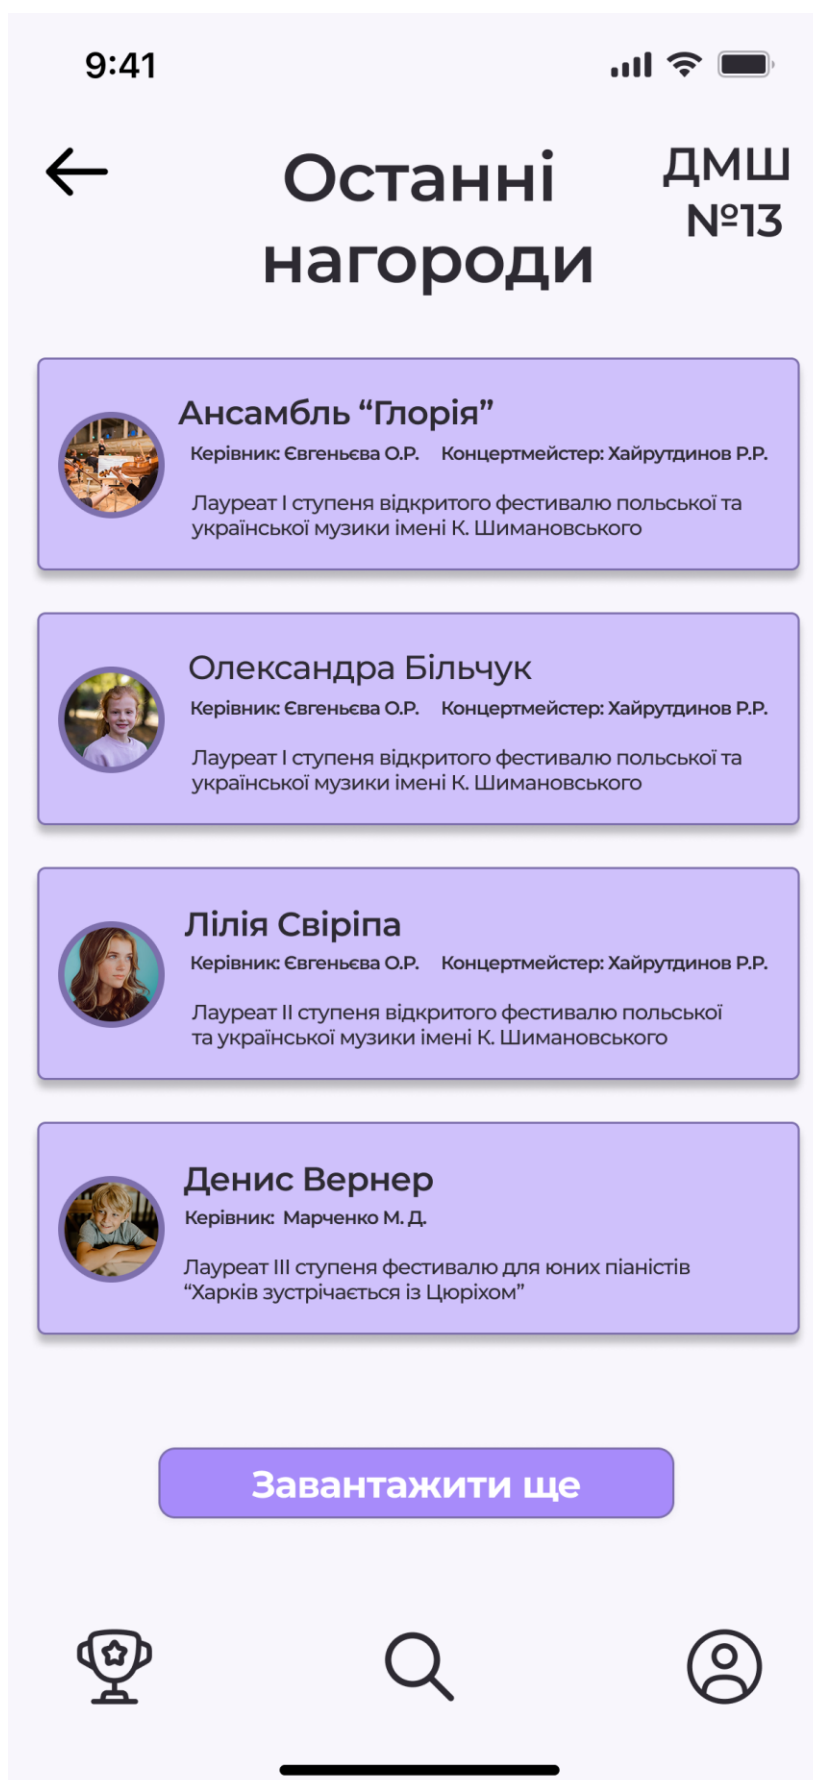 9:41
Останні
нагороди
ДМШ
№13
Ансамбль “Глорія”
Керівник: Євгеньєва О.Р. Концертмейстер: Хайрутдинов Р.Р.
Лауреат І ступеня відкритого фестивалю польської та
української музики імені К. Шимановського
Олександра Більчук
Керівник: Євгеньєва О.Р. Концертмейстер: Хайрутдинов Р.Р.
Лауреат І ступеня відкритого фестивалю польської та
української музики імені К. Шимановського
Лілія Свіріпа
Керівник: Євгеньєва О.Р. Концертмейстер: Хайрутдинов Р.Р.
Лауреат ІІ ступеня відкритого фестивалю польської
та української музики імені К. Шимановського
Денис Вернер
Керівник: Марченко М. Д.
Лауреат ІІІ ступеня фестивалю для юних піаністів
“Харків зустрічається із Цюріхом”
Завантажити ще